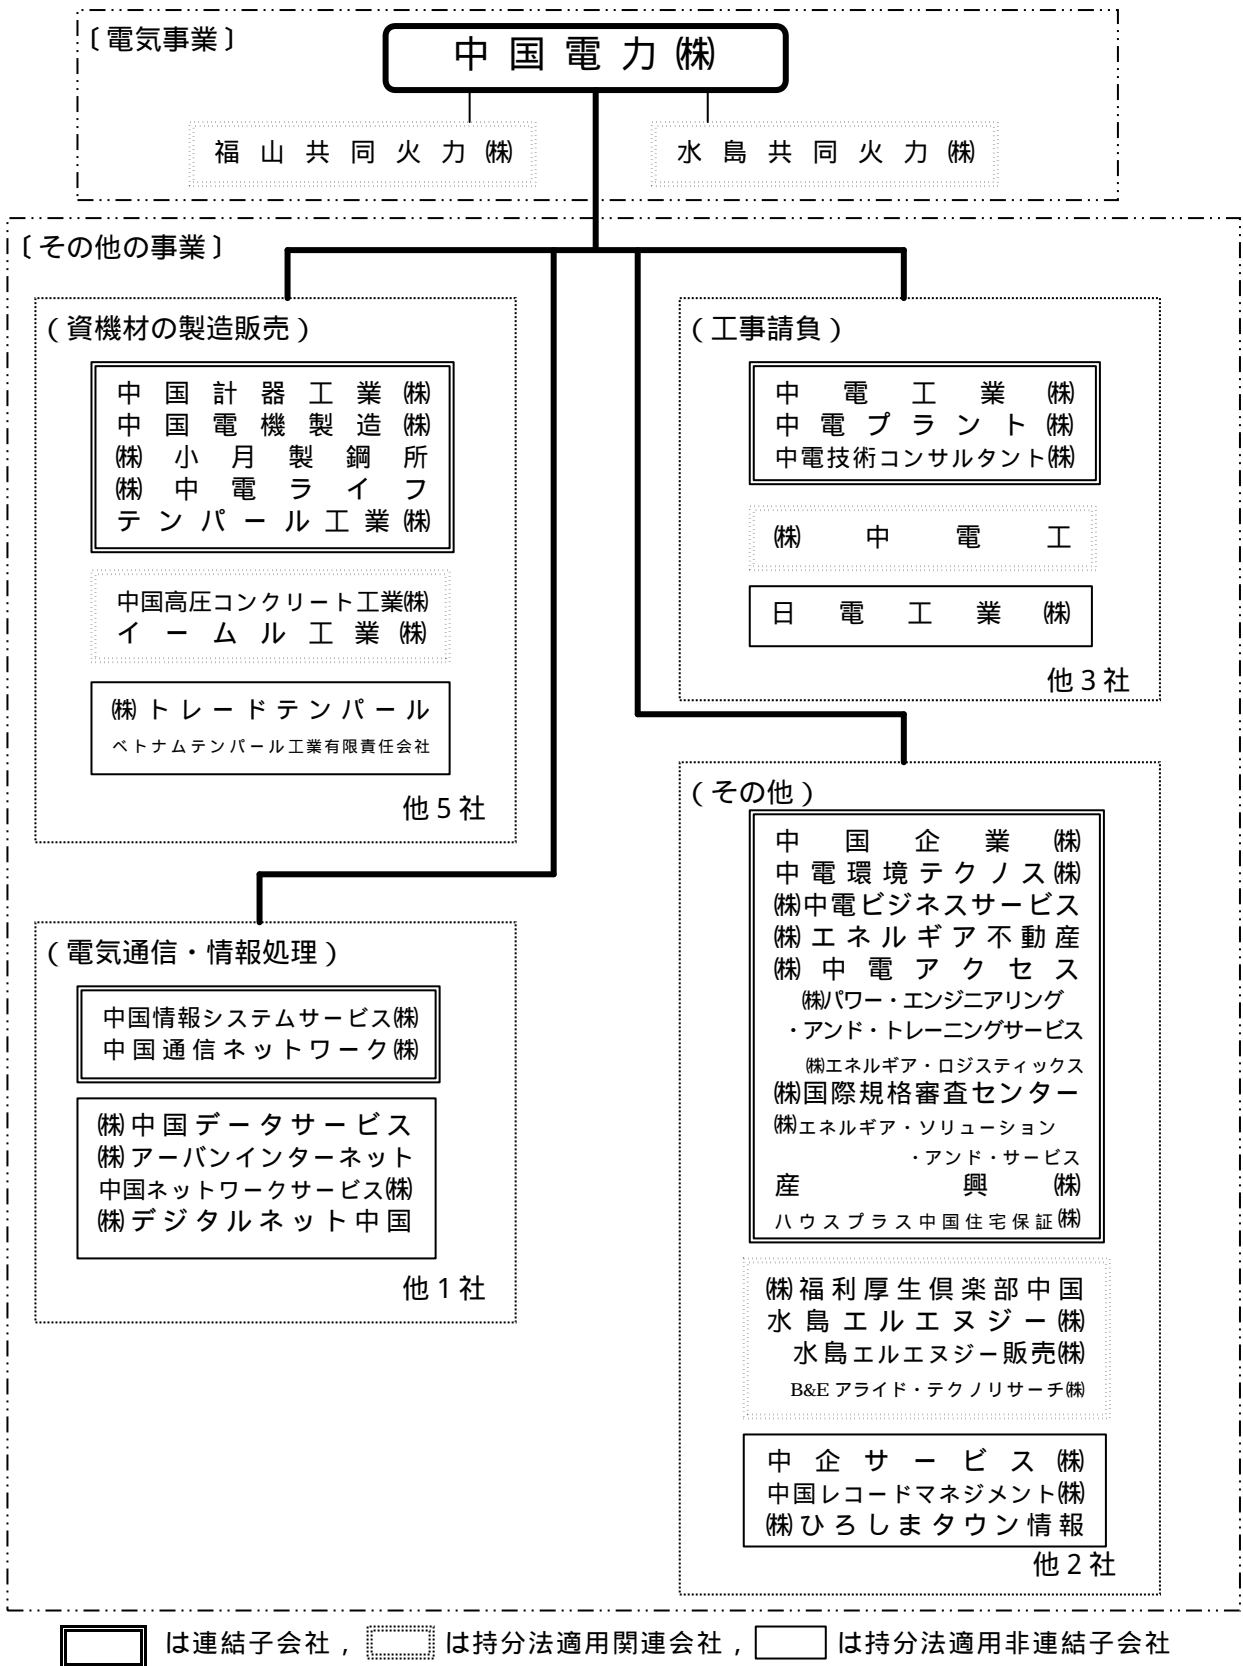 〔電気事業〕
中国電力㈱
福山共同火力㈱
水島共同火力㈱
〔その他の事業〕
（資機材の製造販売）
中国計器工業㈱
中国電機製造㈱
㈱小月製鋼所
㈱中電ライフ
テンパール工業㈱
中国高圧コンクリート工業㈱
イームル工業㈱
㈱トレードテンパール
ベトナムテンパール工業有限責任会社
他5社
（電気通信・情報処理）
中国情報システムサービス㈱
中国通信ネットワーク㈱
㈱中国データサービス
㈱アーバンインターネット
中国ネットワークサービス㈱
㈱デジタルネット中国
他1社
（工事請負）
中電工業㈱
中電プラント㈱
中電技術コンサルタント㈱
㈱中電工
日電工業㈱
他3社
（その他）
中国企業㈱
中電環境テクノス㈱
㈱中電ビジネスサービス
㈱エネルギア不動産
㈱中電アクセス
㈱パワー・エンジニアリング
・アンド・トレーニングサービス
㈱エネルギア・ロジスティックス
㈱国際規格審査センター
㈱エネルギア・ソリューション
・アンド・サービス
産興㈱
ハウスプラス中国住宅保証㈱
㈱福利厚生倶楽部中国
水島エルエヌジー㈱
水島エルエヌジー販売㈱
B&Eアライド・テクノリサーチ㈱
中企サービス㈱
中国レコードマネジメント㈱
㈱ひろしまタウン情報
他2社
は連結子会社，は持分法適用関連会社，は持分法適用非連結子会社